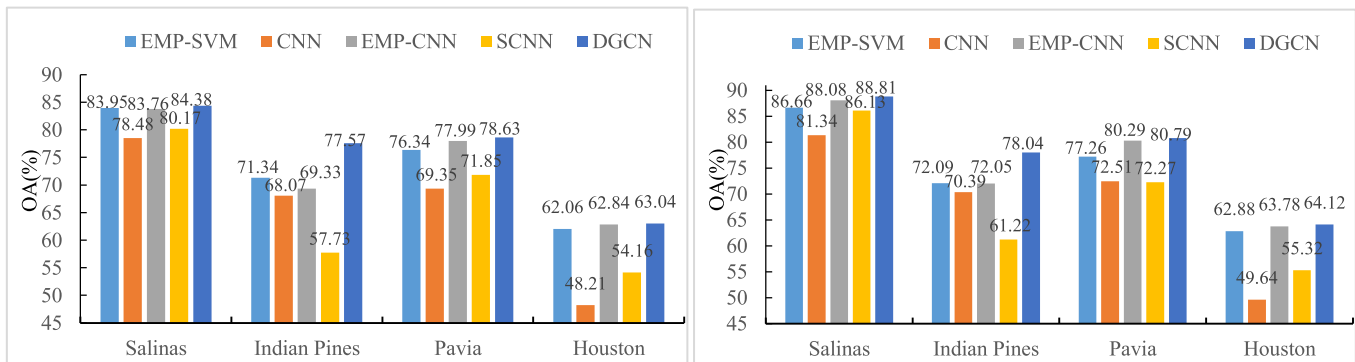 EMP-SVM CNN EMP-CNN SCNN DGCN
OA(%)
90
85
80
75
70
65
60
55
50
45
83.95 78.48 83.76 80.17 84.38
71.34 68.07 69.33 57.73 77.57
76.34 69.35 77.99 71.85 78.63
62.06 48.21 62.84 54.16 63.04
Salinas Indian Pines Pavia Houston
EMP-SVM CNN EMP-CNN SCNN DGCN
OA(%)
90
85
80
75
70
65
60
55
50
45
86.66 81.34 88.08 86.13 88.81
72.09 70.39 72.05 61.22 78.04
77.26 72.51 80.29 72.27 80.79
62.88 49.64 63.78 55.32 64.12
Salinas Indian Pines Pavia Houston